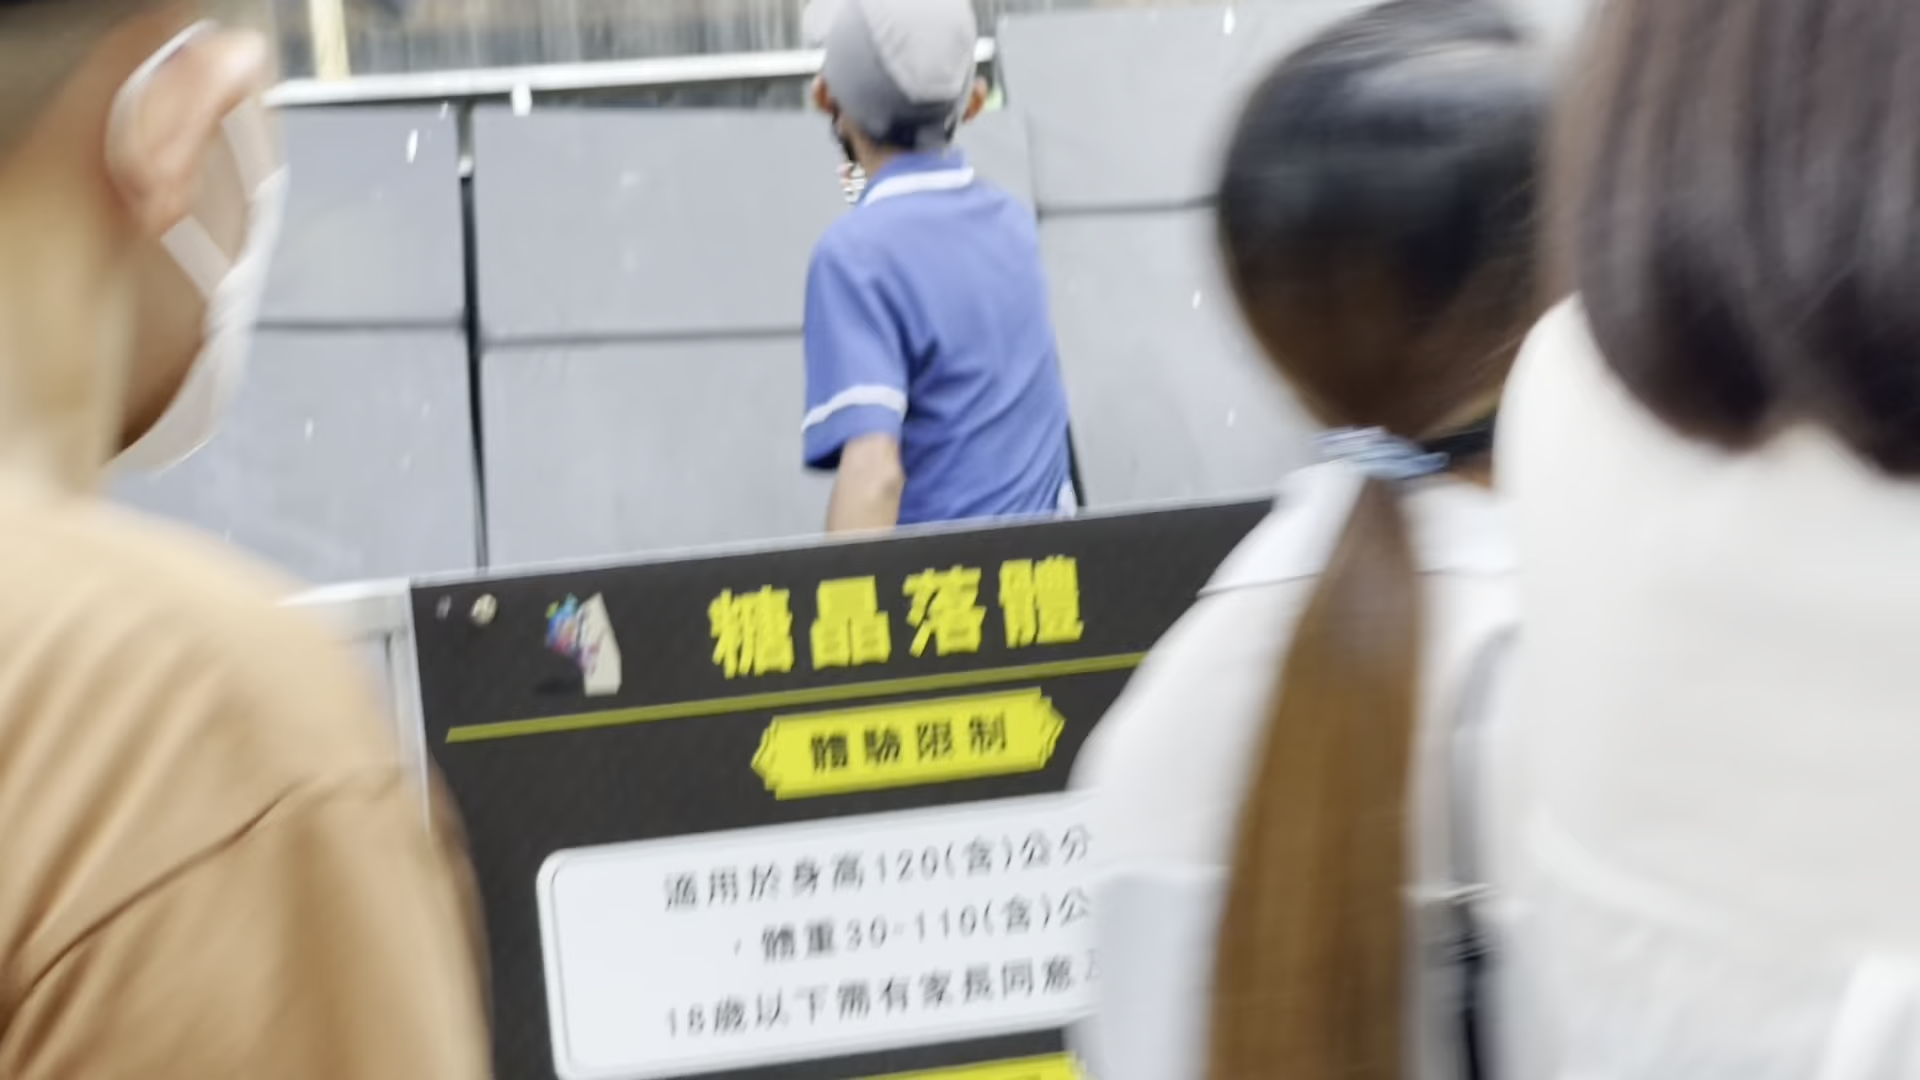 糖晶落體
體驗限制
適用於身高120(含)公分
，體重30-110(含)公
18歲以下需有家長同意